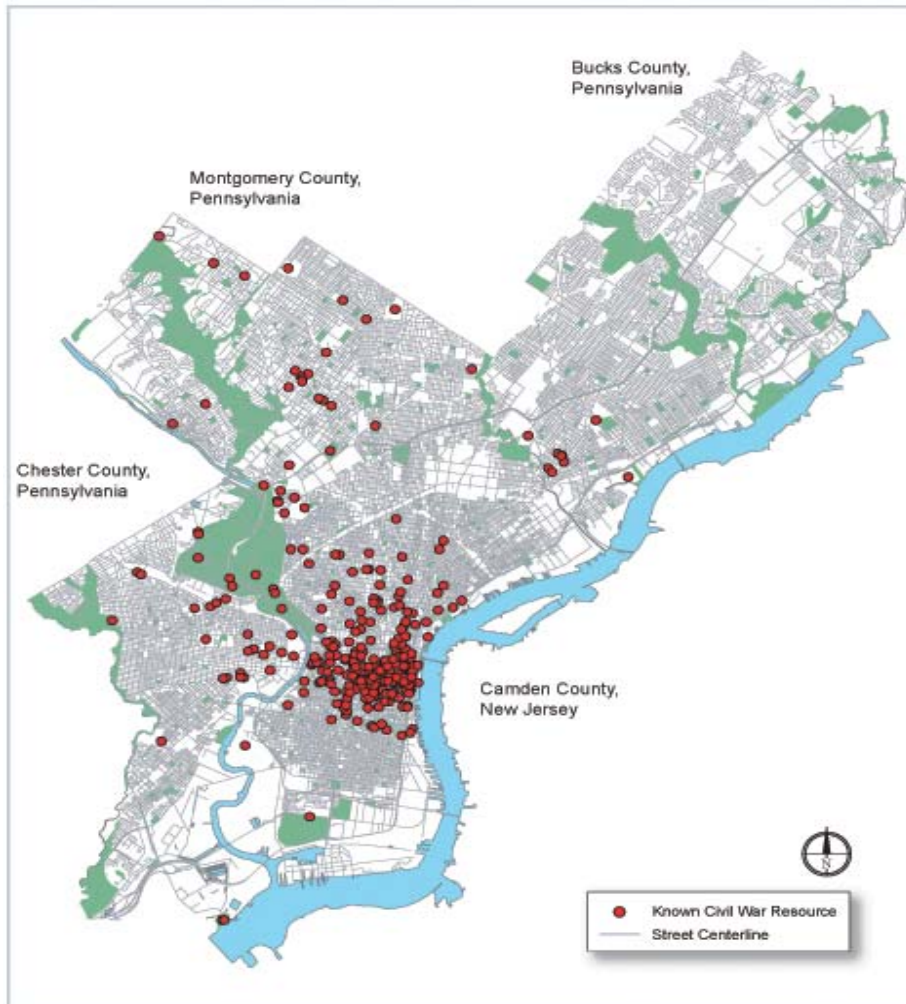 Bucks County,
Pennsylvania
Montgomery County,
Pennsylvania
Chester County,
Pennsylvania
Camden County,
New Jersey
N
Known Civil War Resource
Street Centerline